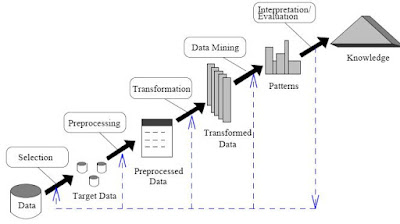 Interpretation/
Evaluation
Data Mining
Knowledge
Transformation
Patterns
Preprocessing
Transformed
Data
Selection
Preprocessed
Data
Data
Target Data